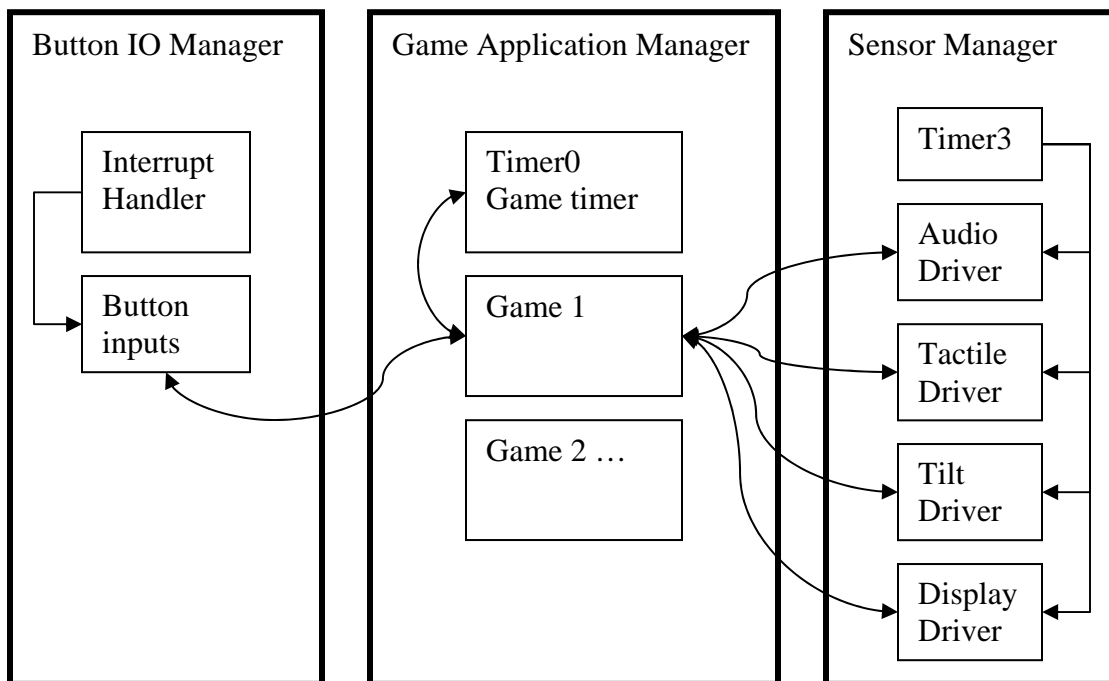 Button IO Manager
Interrupt
Handler
Button
inputs
Game Application Manager
Timer0
Game timer
Game 1
Game 2 …
Sensor Manager
Timer3
Audio
Driver
Tactile
Driver
Tilt
Driver
Display
Driver